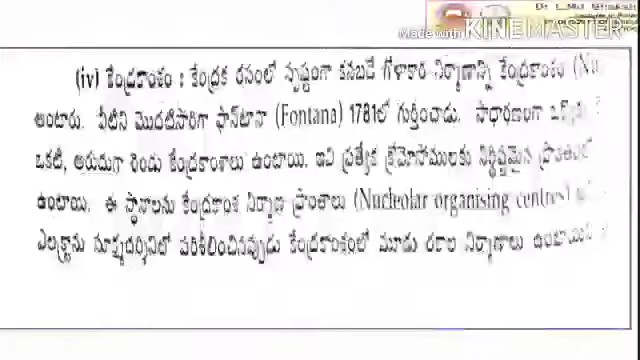 Made with KINEMASTER
(iv) కేంద్రకాంశం : కేంద్రక రసంలో స్పష్టంగా కనబడే గోళాకార నిర్మాణాన్ని కేంద్రకాంశం
అంటారు. వీటిని మొదటిసారిగా ఫాన్‌టానా (Fontana) 1781లో గుర్తించాడు. సాధారణంగా
ఒకటి, అరుదుగా రెండు కేంద్రకాంశాలు ఉంటాయి. ఇవి ప్రత్యేక క్రోమోసోములకు నిర్దిష్టమైన
ఉంటాయి. ఈ స్థానాలను కేంద్రకాంశ నిర్మాణ ప్రాంతాలు (Nucleolar organising centres)
ఎలక్ట్రాను సూక్ష్మదర్శినిలో పరిశీలించినప్పుడు కేంద్రకాంశంలో మూడు రకాల నిర్మాణాలు ఉంటాయని